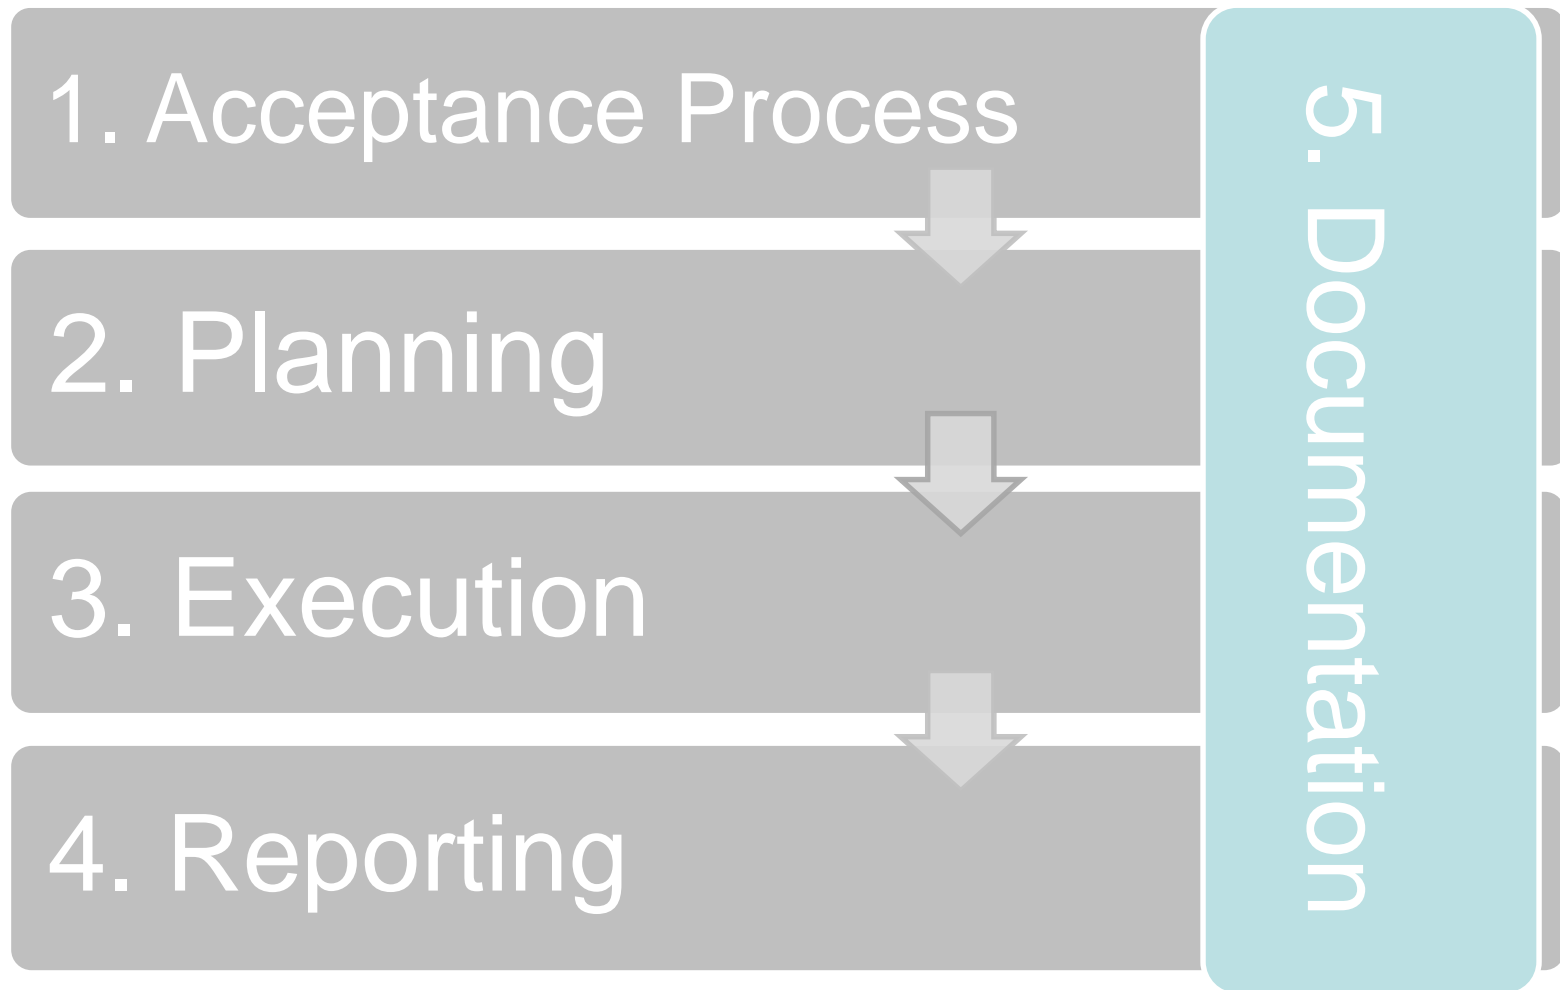 1. Acceptance Process
2. Planning
3. Execution
4. Reporting
5. Documentation